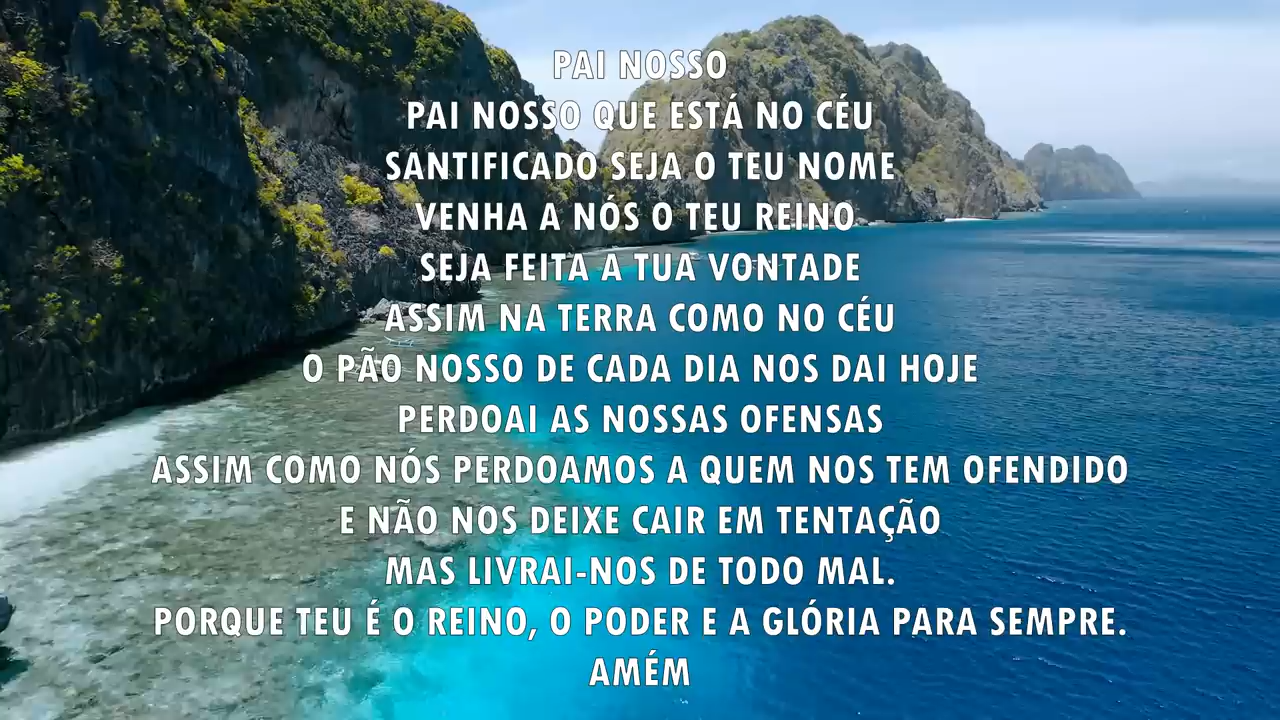 PAI NOSSO
PAI NOSSO QUE ESTÁ NO CÉU
SANTIFICADO SEJA O TEU NOME
VENHA A NÓS O TEU REINO
SEJA FEITA A TUA VONTADE
ASSIM NA TERRA COMO NO CÉU
O PÃO NOSSO DE CADA DIA NOS DAI HOJE
PERDOAI AS NOSSAS OFENSAS
ASSIM COMO NÓS PERDOAMOS A QUEM NOS TEM OFENDIDO
E NÃO NOS DEIXE CAIR EM TENTAÇÃO
MAS LIVRAI-NOS DE TODO MAL.
PORQUE TEU É O REINO, O PODER E A GLÓRIA PARA SEMPRE.
AMÉM